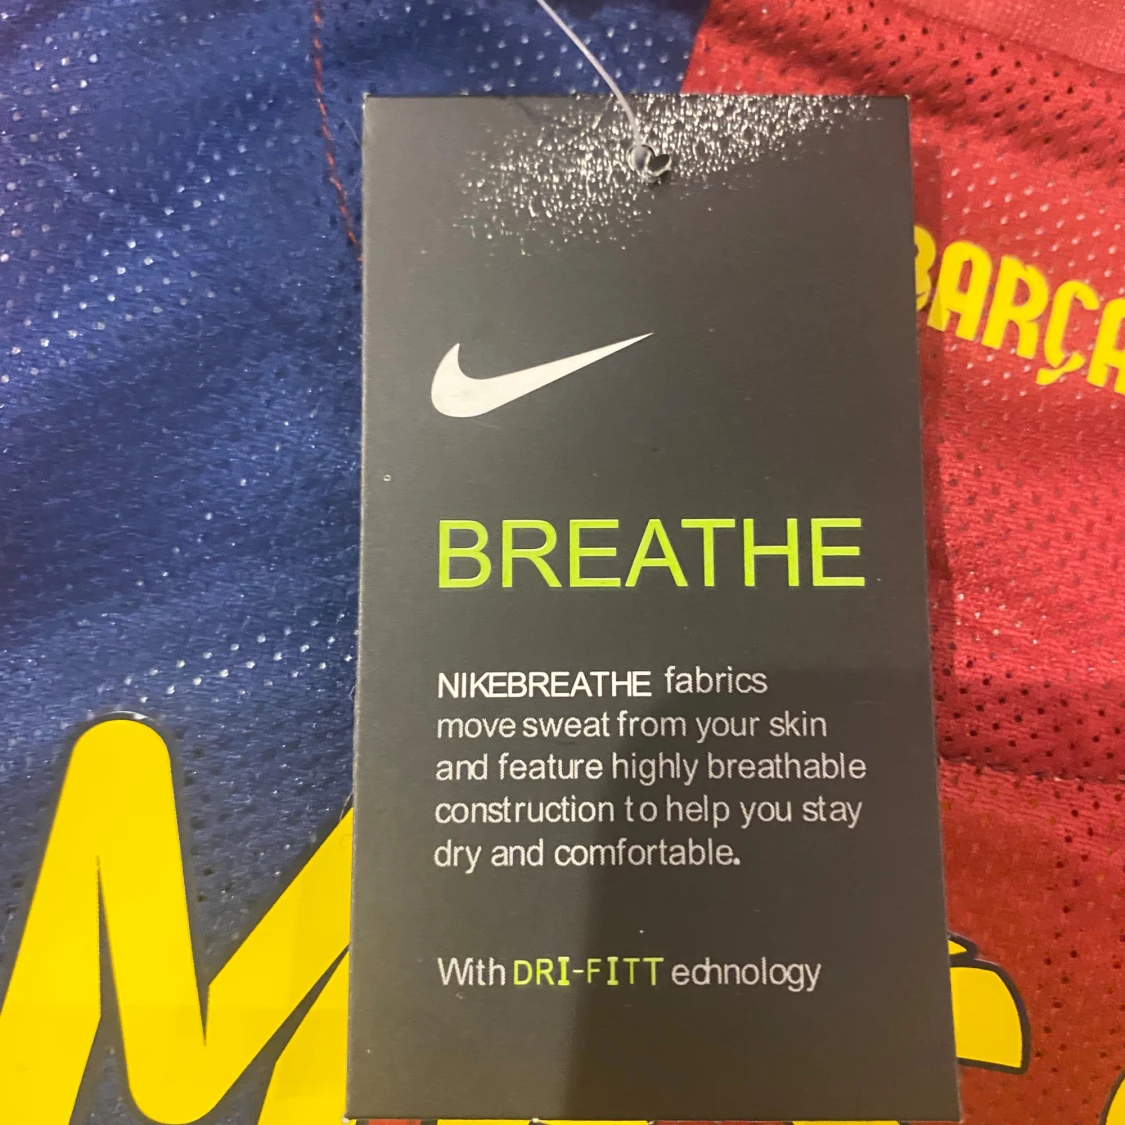 BARÇA
BREATHE
NIKEBREATHE fabrics
move sweat from your skin
and feature highly breathable
construction to help you stay
dry and comfortable.
With DRI-FITT echnology